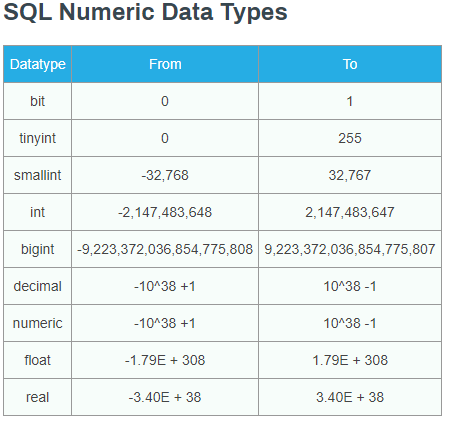 SQL Numeric Data Types
Datatype From To
bit 0 1
tinyint 0 255
smallint -32,768 32,767
int -2,147,483,648 2,147,483,647
bigint -9,223,372,036,854,775,808 9,223,372,036,854,775,807
decimal -10^38 +1 10^38 -1
numeric -10^38 +1 10^38 -1
float -1.79E + 308 1.79E + 308
real -3.40E + 38 3.40E + 38